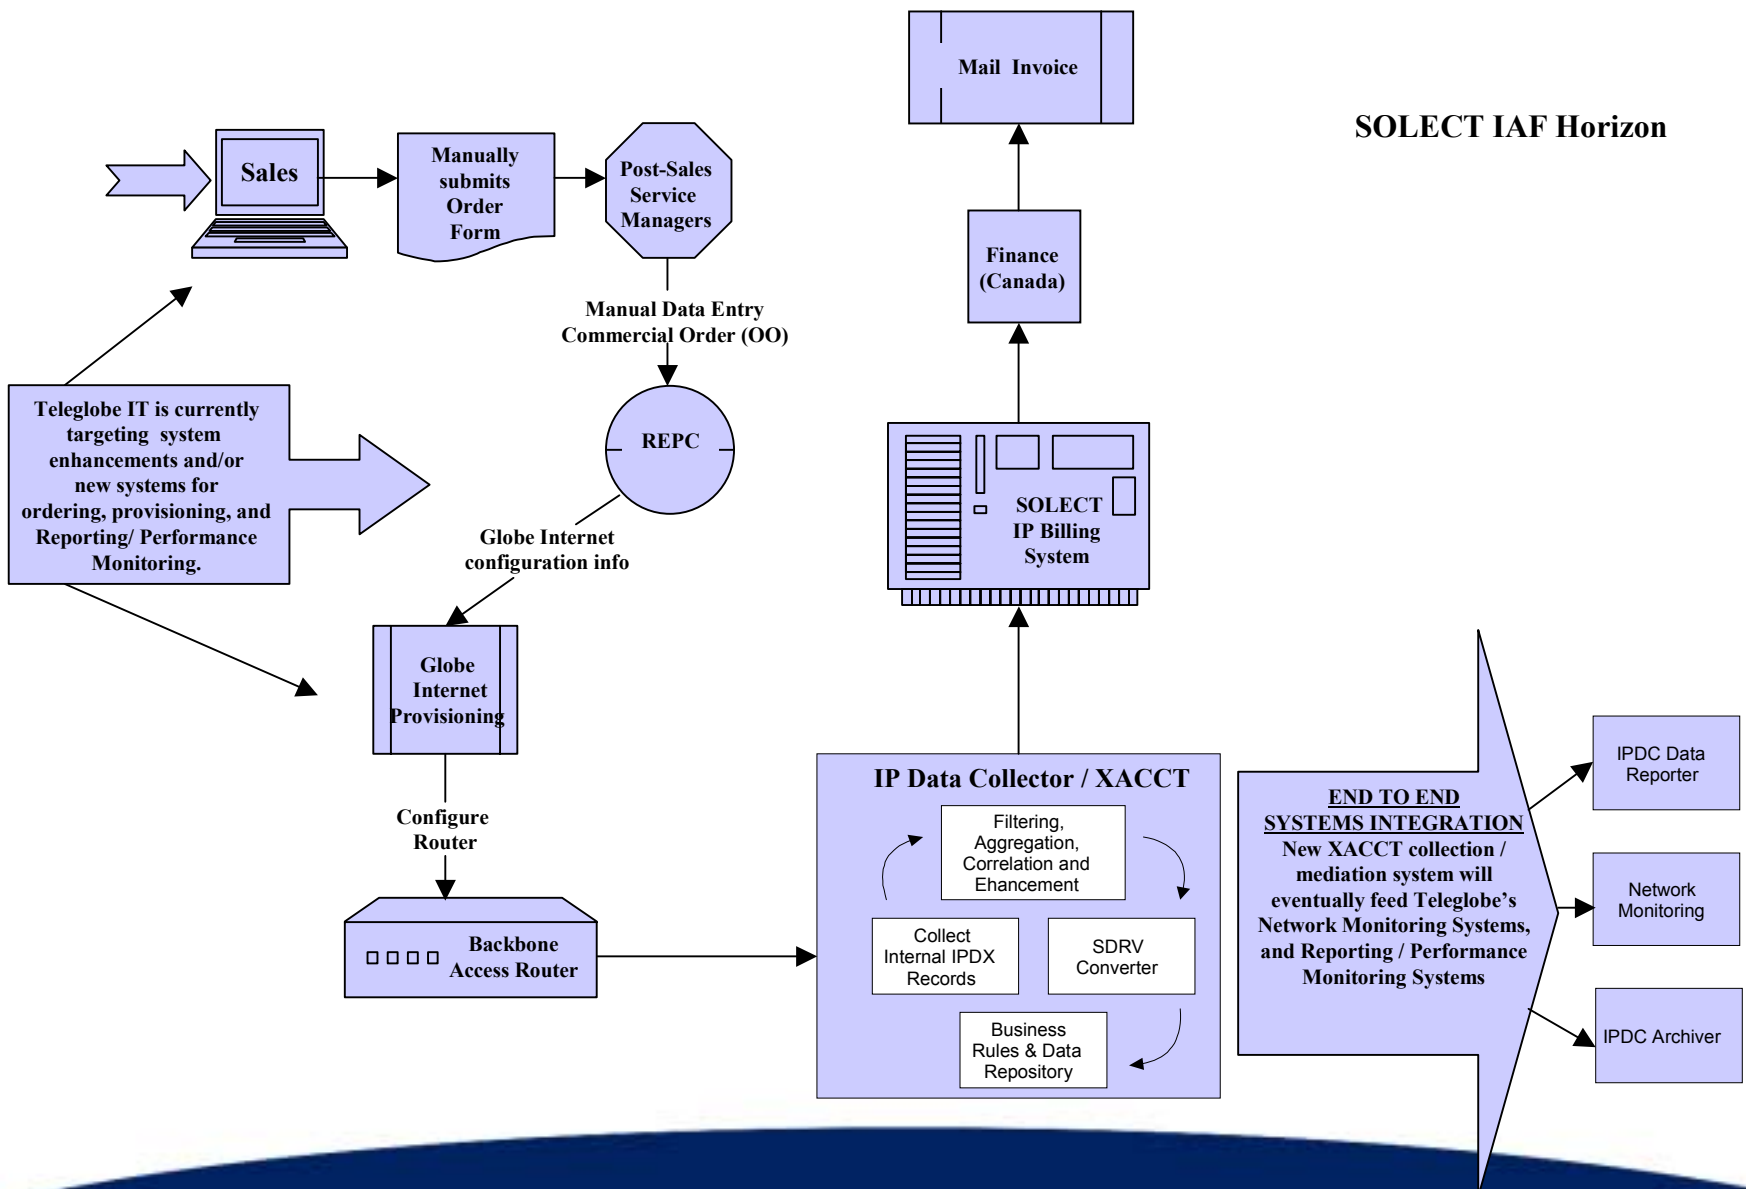 Mail Invoice
SOLECT IAF Horizon
Sales
Manually
submits
Order
Form
Post-Sales
Service
Managers
Finance
(Canada)
Manual Data Entry
Commercial Order (OO)
Teleglobe IT is currently
targeting system
enhancements and/or
new systems for
ordering, provisioning, and
Reporting/ Performance
Monitoring.
REPC
SOLECT
IP Billing
System
Globe Internet
configuration info
Globe
Internet
Provisioning
Configure
Router
Backbone
Access Router
IP Data Collector / XACCT
Filtering,
Aggregation,
Correlation and
Ehancement
Collect
Internal IPDX
Records
SDRV
Converter
Business
Rules & Data
Repository
END TO END
SYSTEMS INTEGRATION
New XACCT collection /
mediation system will
eventually feed Teleglobe’s
Network Monitoring Systems,
and Reporting / Performance
Monitoring Systems
IPDC Data
Reporter
Network
Monitoring
IPDC Archiver